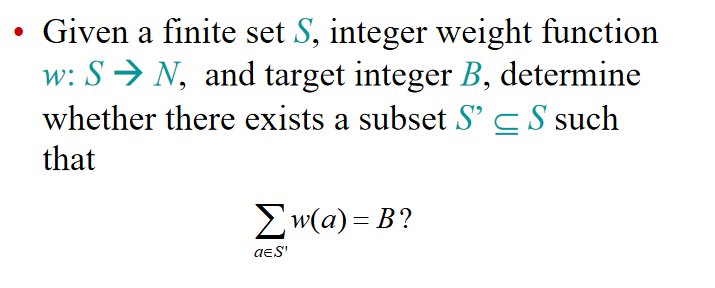 • Given a finite set S, integer weight function
w: S → N, and target integer B, determine
whether there exists a subset S’ ⊆ S such
that
∑ w(a) = B?
a∈S'